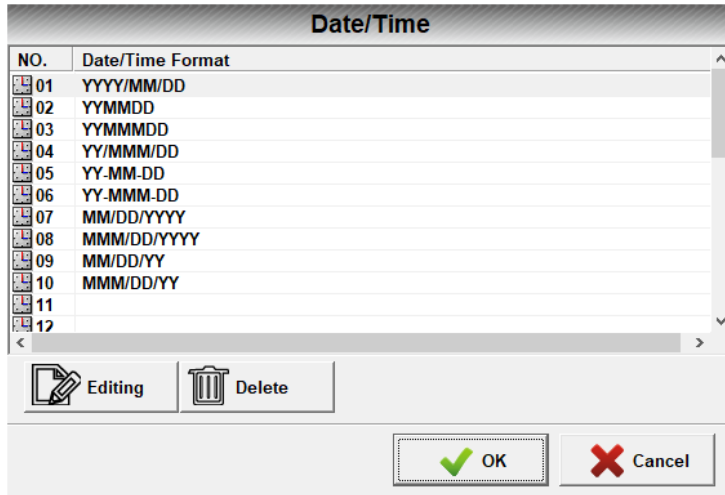 Date/Time
NO. Date/Time Format
01 YYYY/MM/DD
02 YYMMDD
03 YYMMMDD
04 YY/MMM/DD
05 YY-MM-DD
06 YY-MMM-DD
07 MM/DD/YYYY
08 MMM/DD/YYYY
09 MM/DD/YY
10 MMM/DD/YY
11
12
Editing Delete
OK Cancel